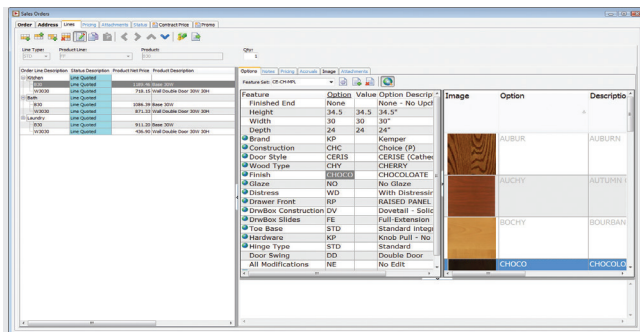 Sales Orders
Order Address Lines Pricing Attachments Status Contract Price Promo
Line Type: Product Line: Product: Qty:
Order Line Description Status Description Product Net Price Product Description
Kitchen Line Quoted
B30 Line Quoted Base 30W
W3030 Line Quoted 718.15 Wall Double Door 30W 30H
Bath Line Quoted
B30 Line Quoted 1086.39 Base 30W
W3030 Line Quoted 871.33 Wall Double Door 30W 30H
Laundry Line Quoted
B30 Line Quoted 911.20 Base 30W
W3030 Line Quoted 436.90 Wall Double Door 30W 30H
Options Notes Pricing Accruals Image Attachments
Feature Set: CB-CH-MPL
Feature Option Value Option Descript
Finished End None None - No Upch
Height 34.5 34.5 34.5"
Width 30 30 30"
Depth 24 24 24"
Brand KP Kemper
Construction CHC Choice (P)
Door Style CERIS CERISE (Cathed
Wood Type CHY CHERRY
Finish CHOCO CHOCOLOATE
Glaze NO No Glaze
Distress WD With Distressin
Drawer Front RP RAISED PANEL
DrwBox Construction DV Dovetail - Solid
DrwBox Slides FE Full-Extension
Toe Base STD Standard Integr
Hardware KP Knob Pull - No
Hinge Type STD Standard
Door Swing DD Double Door
All Modifications NE No Edit
Image Option Descriptio
AUBUR AUBURN
AUCHY AUTUMN
BOCHY BOURBAN
CHOCO CHOCOLO